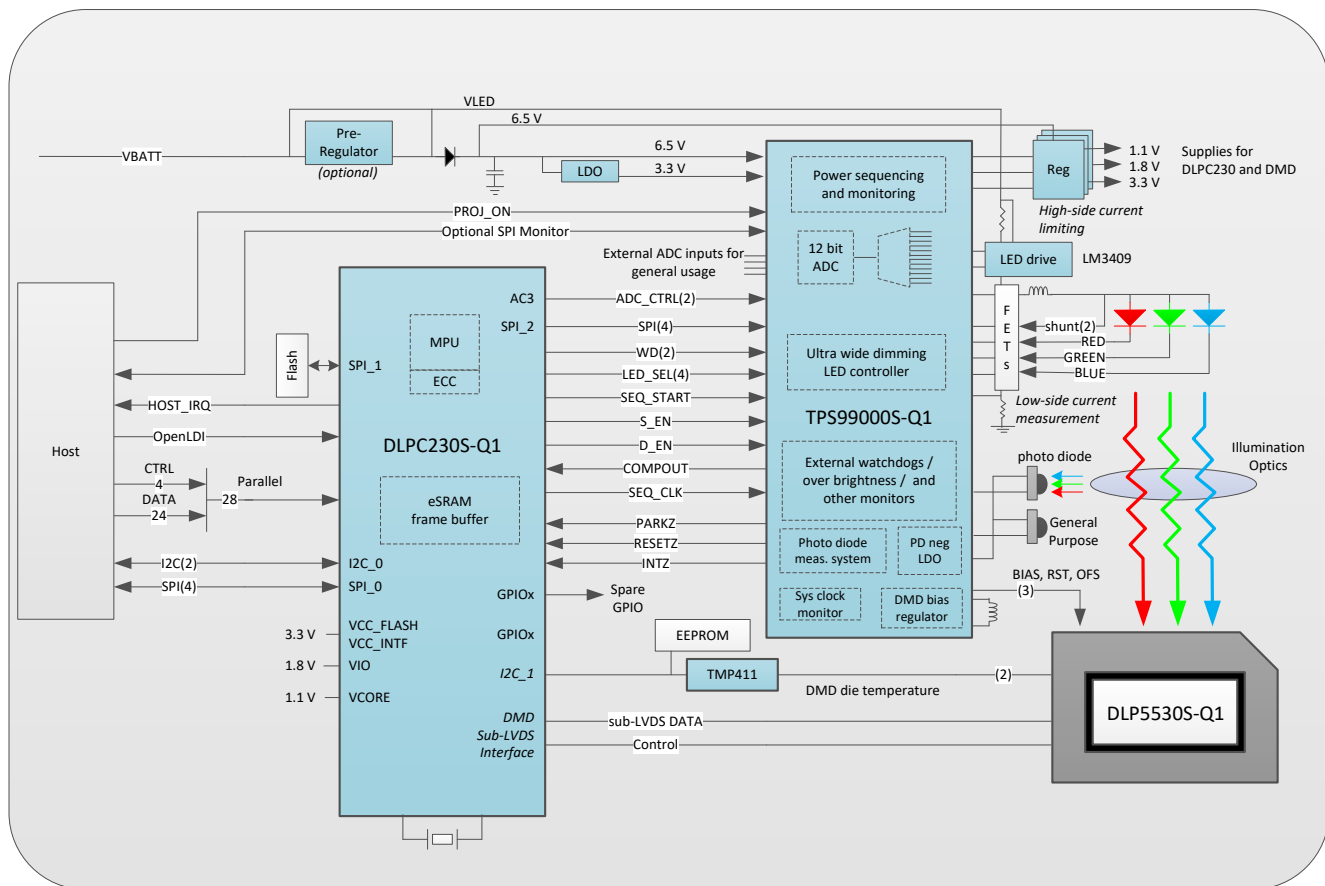 VLED
6.5 V
Pre-
Regulator
(optional)
VBATT
6.5 V
LDO
3.3 V
Power sequencing
and monitoring
Reg
1.1 V
1.8 V
3.3 V
Supplies for
DLPC230 and DMD
High-side current
limiting
PROJ_ON
Optional SPI Monitor
External ADC inputs for
general usage
12 bit
ADC
LED drive
LM3409
Host
AC3
ADC_CTRL(2)
SPI_2
SPI(4)
MPU
ECC
WD(2)
LED_SEL(4)
SEQ_START
S_EN
D_EN
COMPOUT
SEQ_CLK
PARKZ
RESETZ
INTZ
Flash
SPI_1
HOST_IRQ
OpenLDI
CTRL
4
DATA
24
28
Parallel
I2C(2)
SPI(4)
I2C_0
SPI_0
DLPC230S-Q1
eSRAM
frame buffer
GPIOx
Spare
GPIO
GPIOx
3.3 V
VCC_FLASH
VCC_INTF
1.8 V
VIO
1.1 V
VCORE
I2C_1
DMD
Sub-LVDS
Interface
Ultra wide dimming
LED controller
TPS99000S-Q1
External watchdogs /
over brightness / and
other monitors
Photo diode
meas. system
PD neg
LDO
Sys clock
monitor
DMD bias
regulator
F
E
T
s
shunt(2)
RED
GREEN
BLUE
Low-side current
measurement
photo diode
Illumination
Optics
General
Purpose
BIAS, RST, OFS
(3)
EEPROM
TMP411
DMD die temperature
(2)
sub-LVDS DATA
Control
DLP5530S-Q1